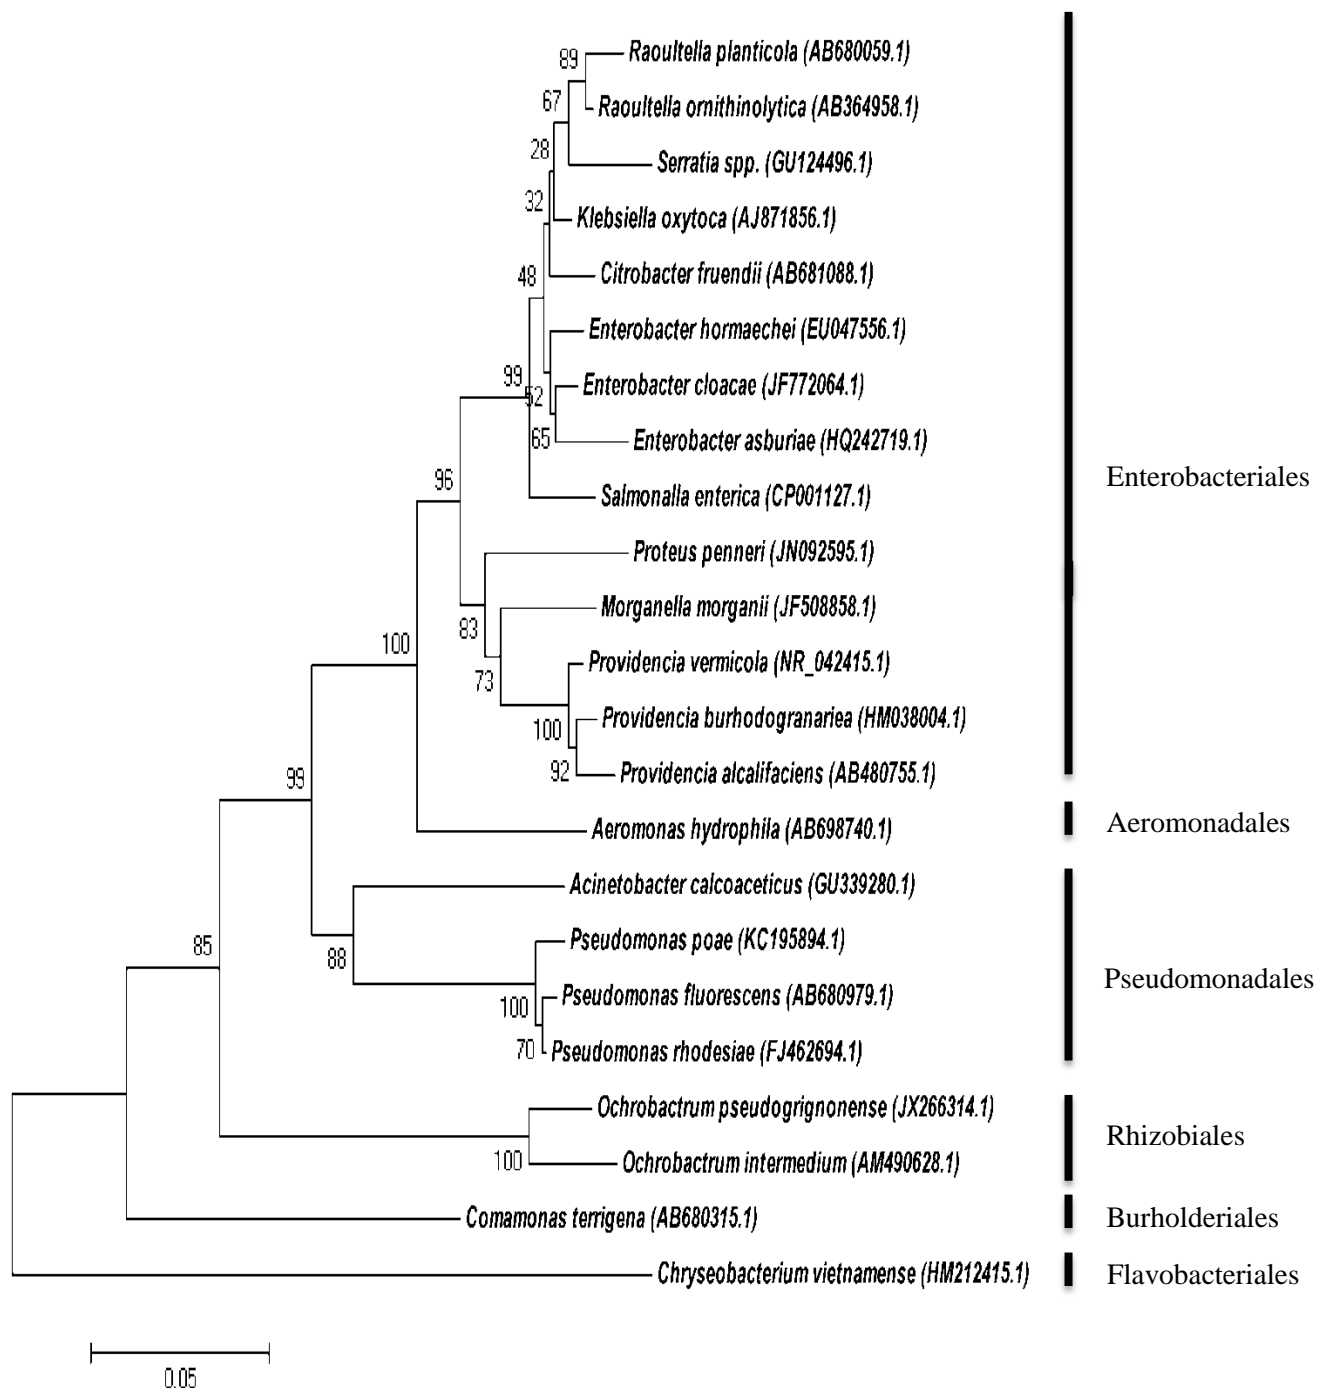 89
Raoultella planticola (AB680059.1)
67
Raoultella ornithinolytica (AB364958.1)
28
Serratia spp. (GU124496.1)
32
Klebsiella oxytoca (AJ871856.1)
48
Citrobacter fruendii (AB681088.1)
Enterobacter hormaechei (EU047556.1)
99
52
Enterobacter cloacae (JF772064.1)
65
Enterobacter asburiae (HQ242719.1)
96
Enterobacteriales
Salmonalla enterica (CP001127.1)
Proteus penneri (JN092595.1)
Morganella morganii (JF508858.1)
83
100
Providencia vermicola (NR_042415.1)
73
Providencia burhodogranariea (HM038004.1)
100
92
Providencia alcalifaciens (AB480755.1)
99
Aeromonas hydrophila (AB698740.1)
Aeromonadales
Acinetobacter calcoaceticus (GU339280.1)
85
Pseudomonas poae (KC195894.1)
88
Pseudomonadales
Pseudomonas fluorescens (AB680979.1)
100
70
Pseudomonas rhodesiae (FJ462694.1)
Ochrobactrum pseudogrignonense (JX266314.1)
Rhizobiales
100
Ochrobactrum intermedium (AM490628.1)
Comamonas terrigena (AB680315.1)
Burholderiales
Chryseobacterium vietnamense (HM212415.1)
Flavobacteriales
0.05